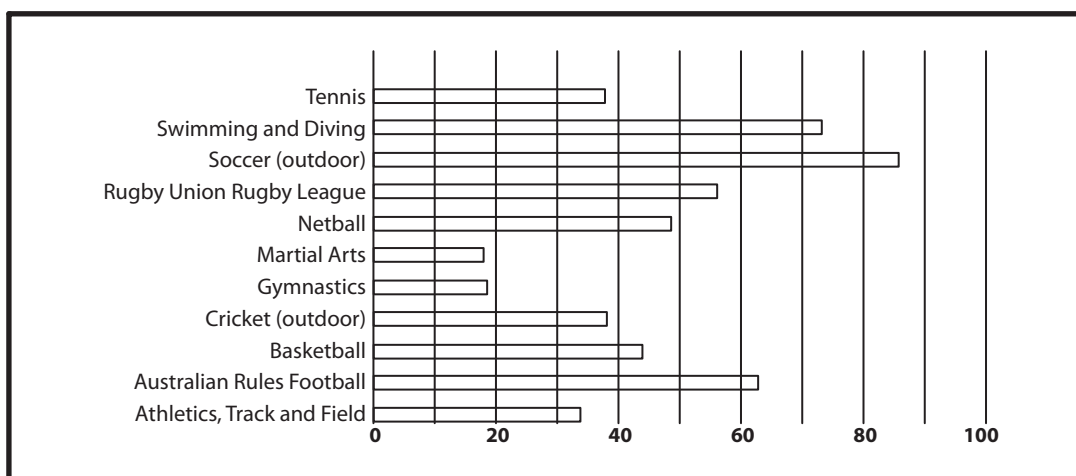 Tennis
Swimming and Diving
Soccer (outdoor)
Rugby Union Rugby League
Netball
Martial Arts
Gymnastics
Cricket (outdoor)
Basketball
Australian Rules Football
Athletics, Track and Field
0 20 40 60 80 100